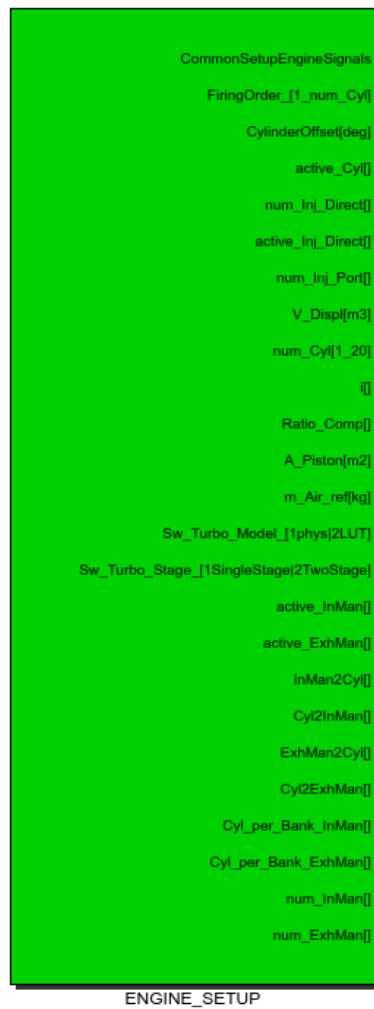 CommonSetupEngineSignals
FiringOrder_[1_num_Cyl]
CylinderOffset[deg]
active_Cyl[]
num_Inj_Direct[]
active_Inj_Direct[]
num_Inj_Port[]
V_Displ[m3]
num_Cyl[1_20]
i[]
Ratio_Comp[]
A_Piston[m2]
m_Air_ref[kg]
Sw_Turbo_Model_[1phys|2LUT]
Sw_Turbo_Stage_[1SingleStage|2TwoStage]
active_InMan[]
active_ExhMan[]
InMan2Cyl[]
Cyl2InMan[]
ExhMan2Cyl[]
Cyl2ExhMan[]
Cyl_per_Bank_InMan[]
Cyl_per_Bank_ExhMan[]
num_InMan[]
num_ExhMan[]
ENGINE_SETUP